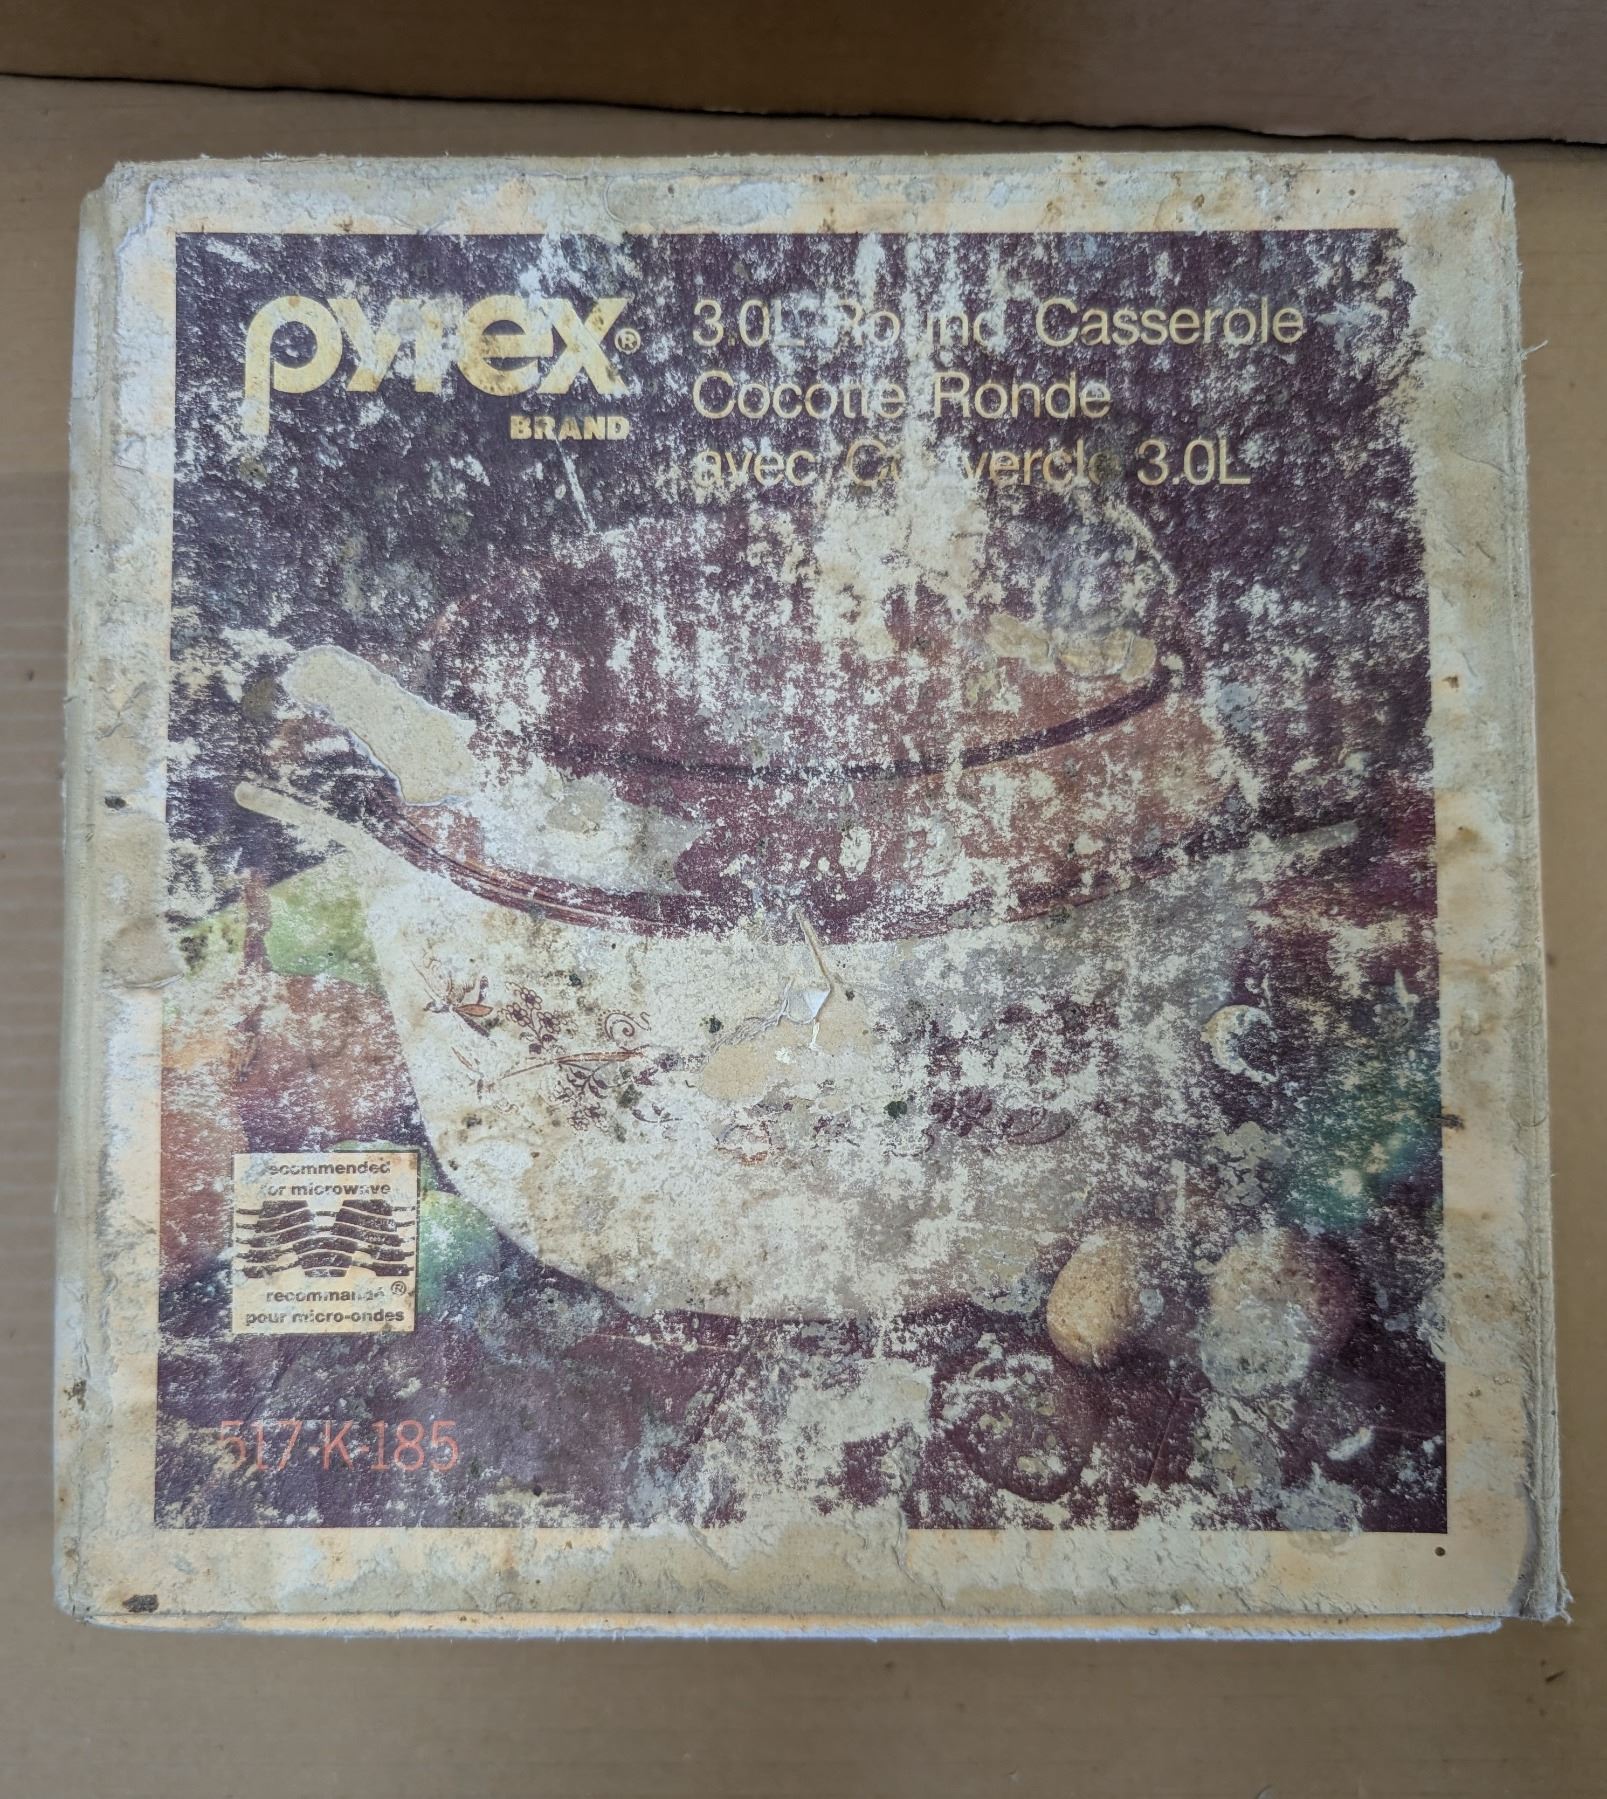 pyrex®
BRAND
3.0L Round Casserole
Cocotte Ronde
avec Couvercle 3.0L
recommended
for microwave
recommandé ®
pour micro-ondes
517-K-185